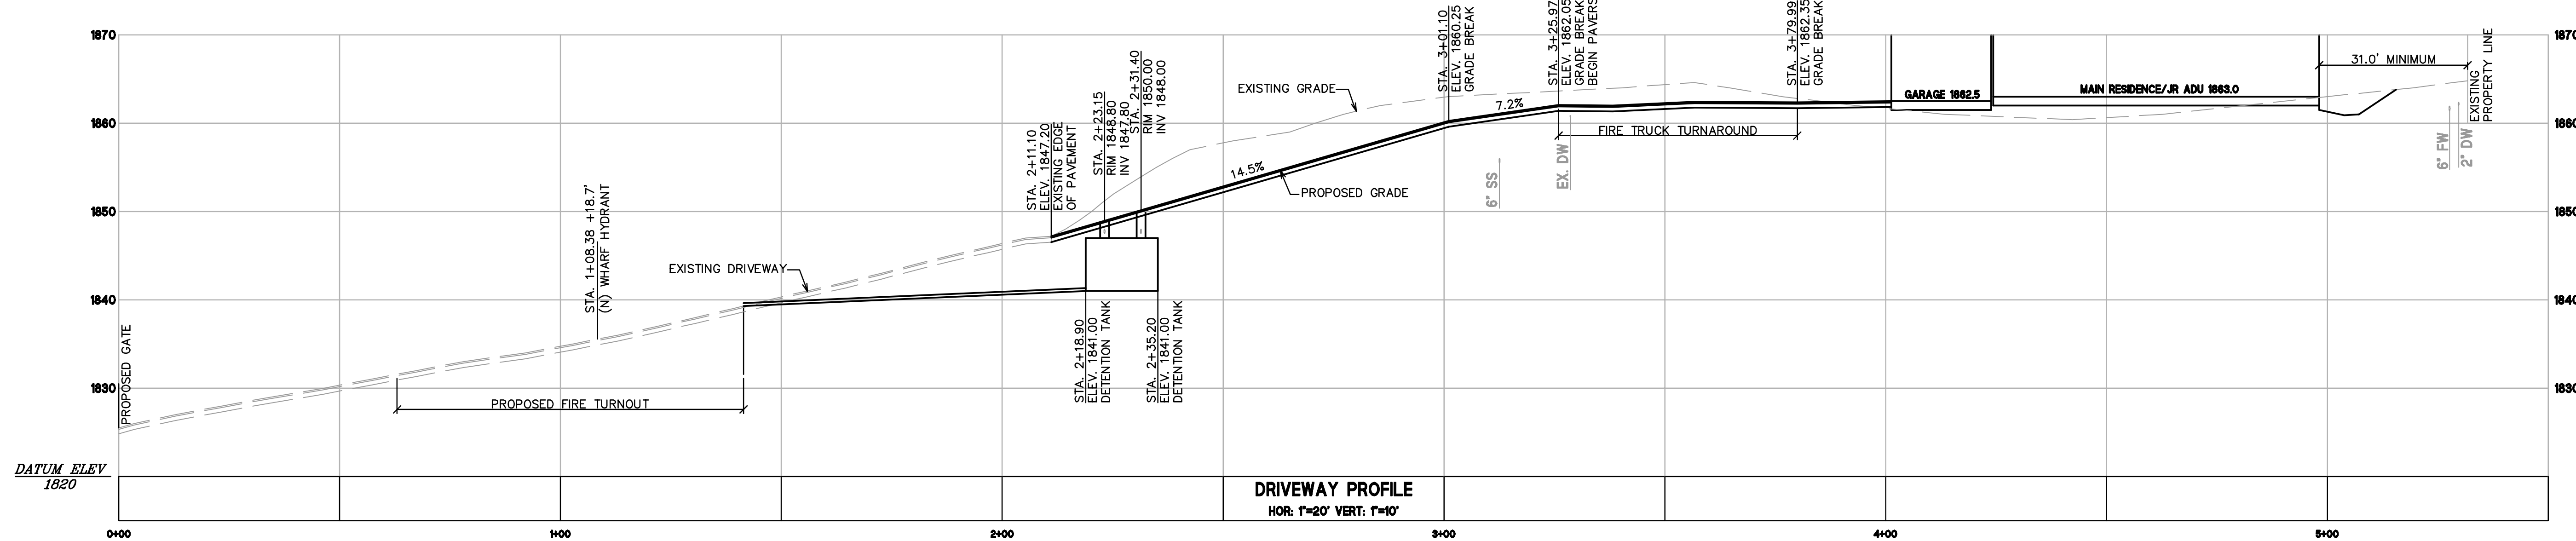 1870
1860
1850
1840
1830
DATUM ELEV
1820
PROPOSED GATE
PROPOSED FIRE TURNOUT
STA. 1+08.38 +18.7'
(N) WHARF HYDRANT
EXISTING DRIVEWAY
STA. 2+11.10
ELEV. 1847.20
EXISTING EDGE
OF PAVEMENT
STA. 2+23.15
RIM 1848.80
INV 1847.80
STA. 2+31.40
RIM 1850.00
INV 1848.00
STA. 2+18.90
ELEV. 1841.00
DETENTION TANK
STA. 2+35.20
ELEV. 1841.00
DETENTION TANK
EXISTING GRADE
14.5%
PROPOSED GRADE
STA. 3+01.10
ELEV. 1860.25
GRADE BREAK
7.2%
6" SS
STA. 3+25.97
ELEV. 1862.05
GRADE BREAK
BEGIN PAVERS
EX. DW
FIRE TRUCK TURNAROUND
STA. 3+79.99
ELEV. 1862.35
GRADE BREAK
GARAGE 1862.5
MAIN RESIDENCE/JR ADU 1863.0
31.0' MINIMUM
6" FW
2" DW
EXISTING
PROPERTY LINE
1870
1860
1850
1840
1830
DRIVEWAY PROFILE
HOR: 1"=20' VERT: 1"=10'
0+00
1+00
2+00
3+00
4+00
5+00